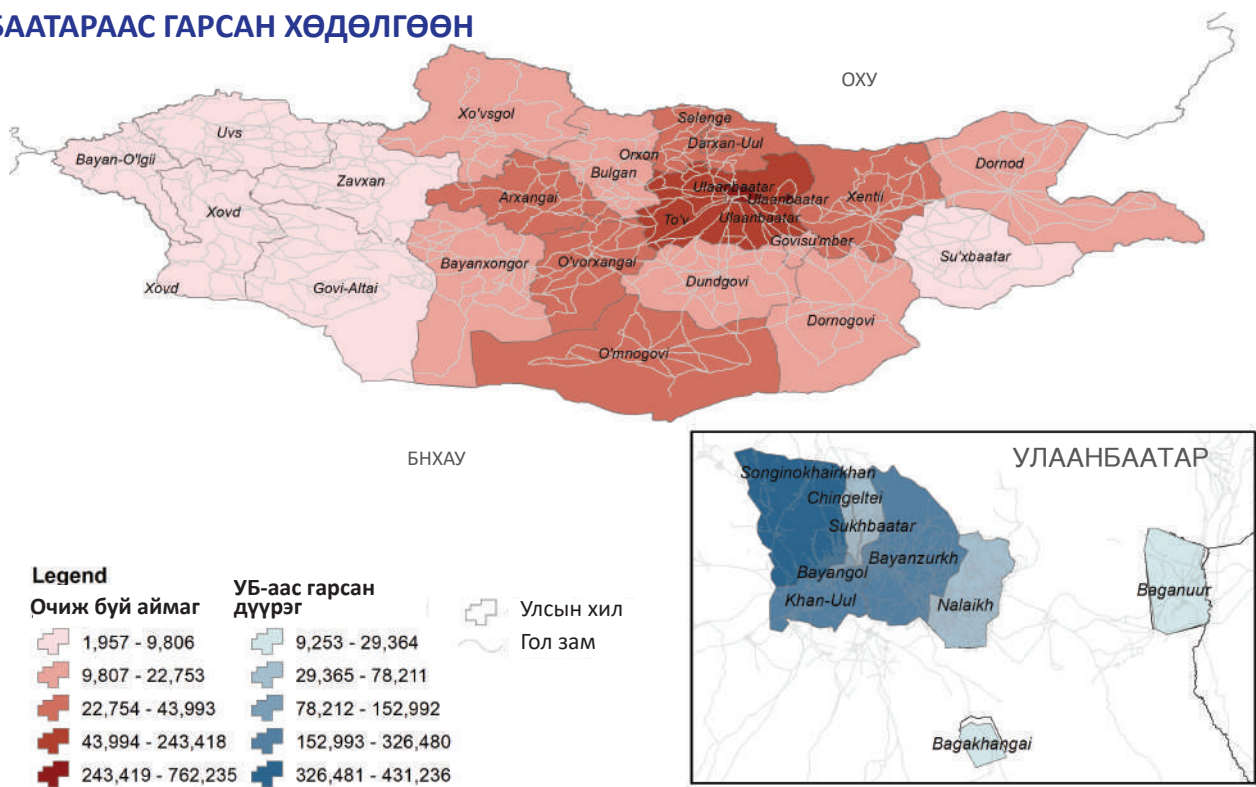 БААТАРААС ГАРСАН ХӨДӨЛГӨӨН
ОХУ
Xo'vsgol
Selenge
Uvs
Darxan-Uul
Bayan-O'lgii
Orxon
Dornod
Bulgan
Zavxan
Ulaanbaatar
Arxangai
Ulaanbaatar
Xentii
Xovd
To'v
Ulaanbaatar
Govisu'mber
Su'xbaatar
O'vorxangai
Bayanxongor
Dundgovi
Xovd
Govi-Altai
Dornogovi
O'mnogovi
БНХАУ
УЛААНБААТАР
Songinokhairkhan
Chingeltei
Sukhbaatar
Bayanzurkh
Bayangol
Khan-Uul
Nalaikh
Baganuur
Bagakhangai
Legend
Очиж буй аймаг
1,957 - 9,806
9,807 - 22,753
22,754 - 43,993
43,994 - 243,418
243,419 - 762,235
УБ-аас гарсан
дүүрэг
9,253 - 29,364
29,365 - 78,211
78,212 - 152,992
152,993 - 326,480
326,481 - 431,236
Улсын хил
Гол зам